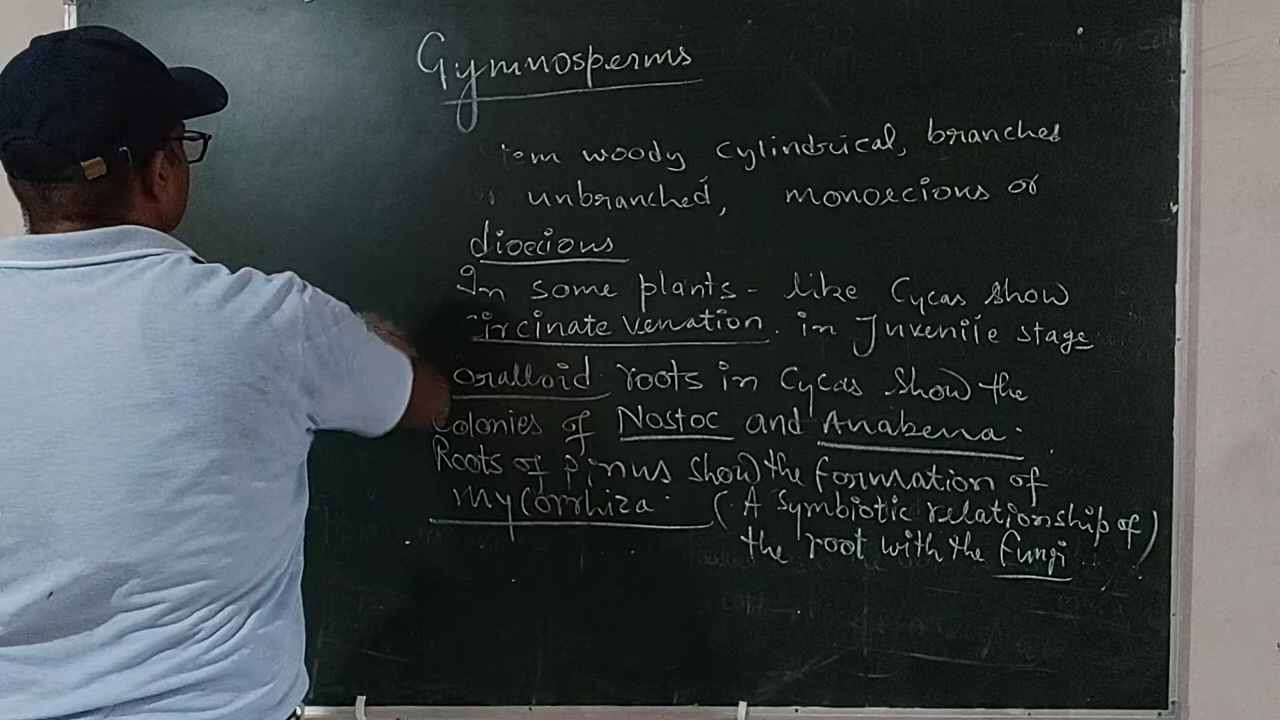 Gymnosperms
tem woody cylindrical, branched
unbranched, monoecious or
dioecious
In some plants - like Cycas show
ircinate venation. in Juvenile stage
oralloid roots in Cycas show the
Colonies of Nostoc and Anabena.
Roots of pinus show the formation of
mycorrhiza. (A symbiotic relationship of)
the root with the fungi